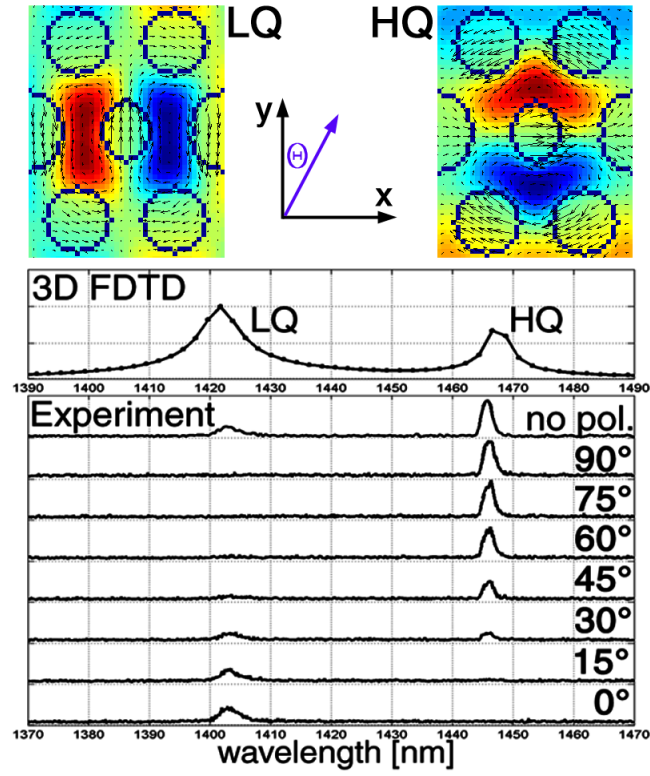 LQ
HQ
y
Θ
x
3D FDTD
LQ
HQ
1390 1400 1410 1420 1430 1440 1450 1460 1470 1480 1490
Experiment
no pol.
90°
75°
60°
45°
30°
15°
0°
1370 1380 1390 1400 1410 1420 1430 1440 1450 1460 1470
wavelength [nm]